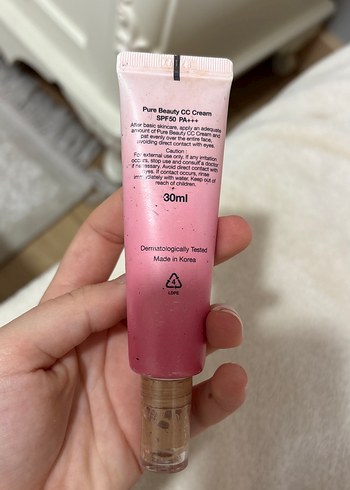 Pure Beauty CC Cream
SPF50 PA+++
After basic skincare, apply an adequate
amount of Pure Beauty CC Cream and
pat evenly over the entire face,
avoiding direct contact with eyes.
Caution :
For external use only. If any irritation
occurs, stop use and consult a doctor
if necessary. Avoid direct contact with
eyes. If contact occurs, rinse
immediately with water. Keep out of
reach of children.
30ml
Dermatologically Tested
Made in Korea
4
LDPE